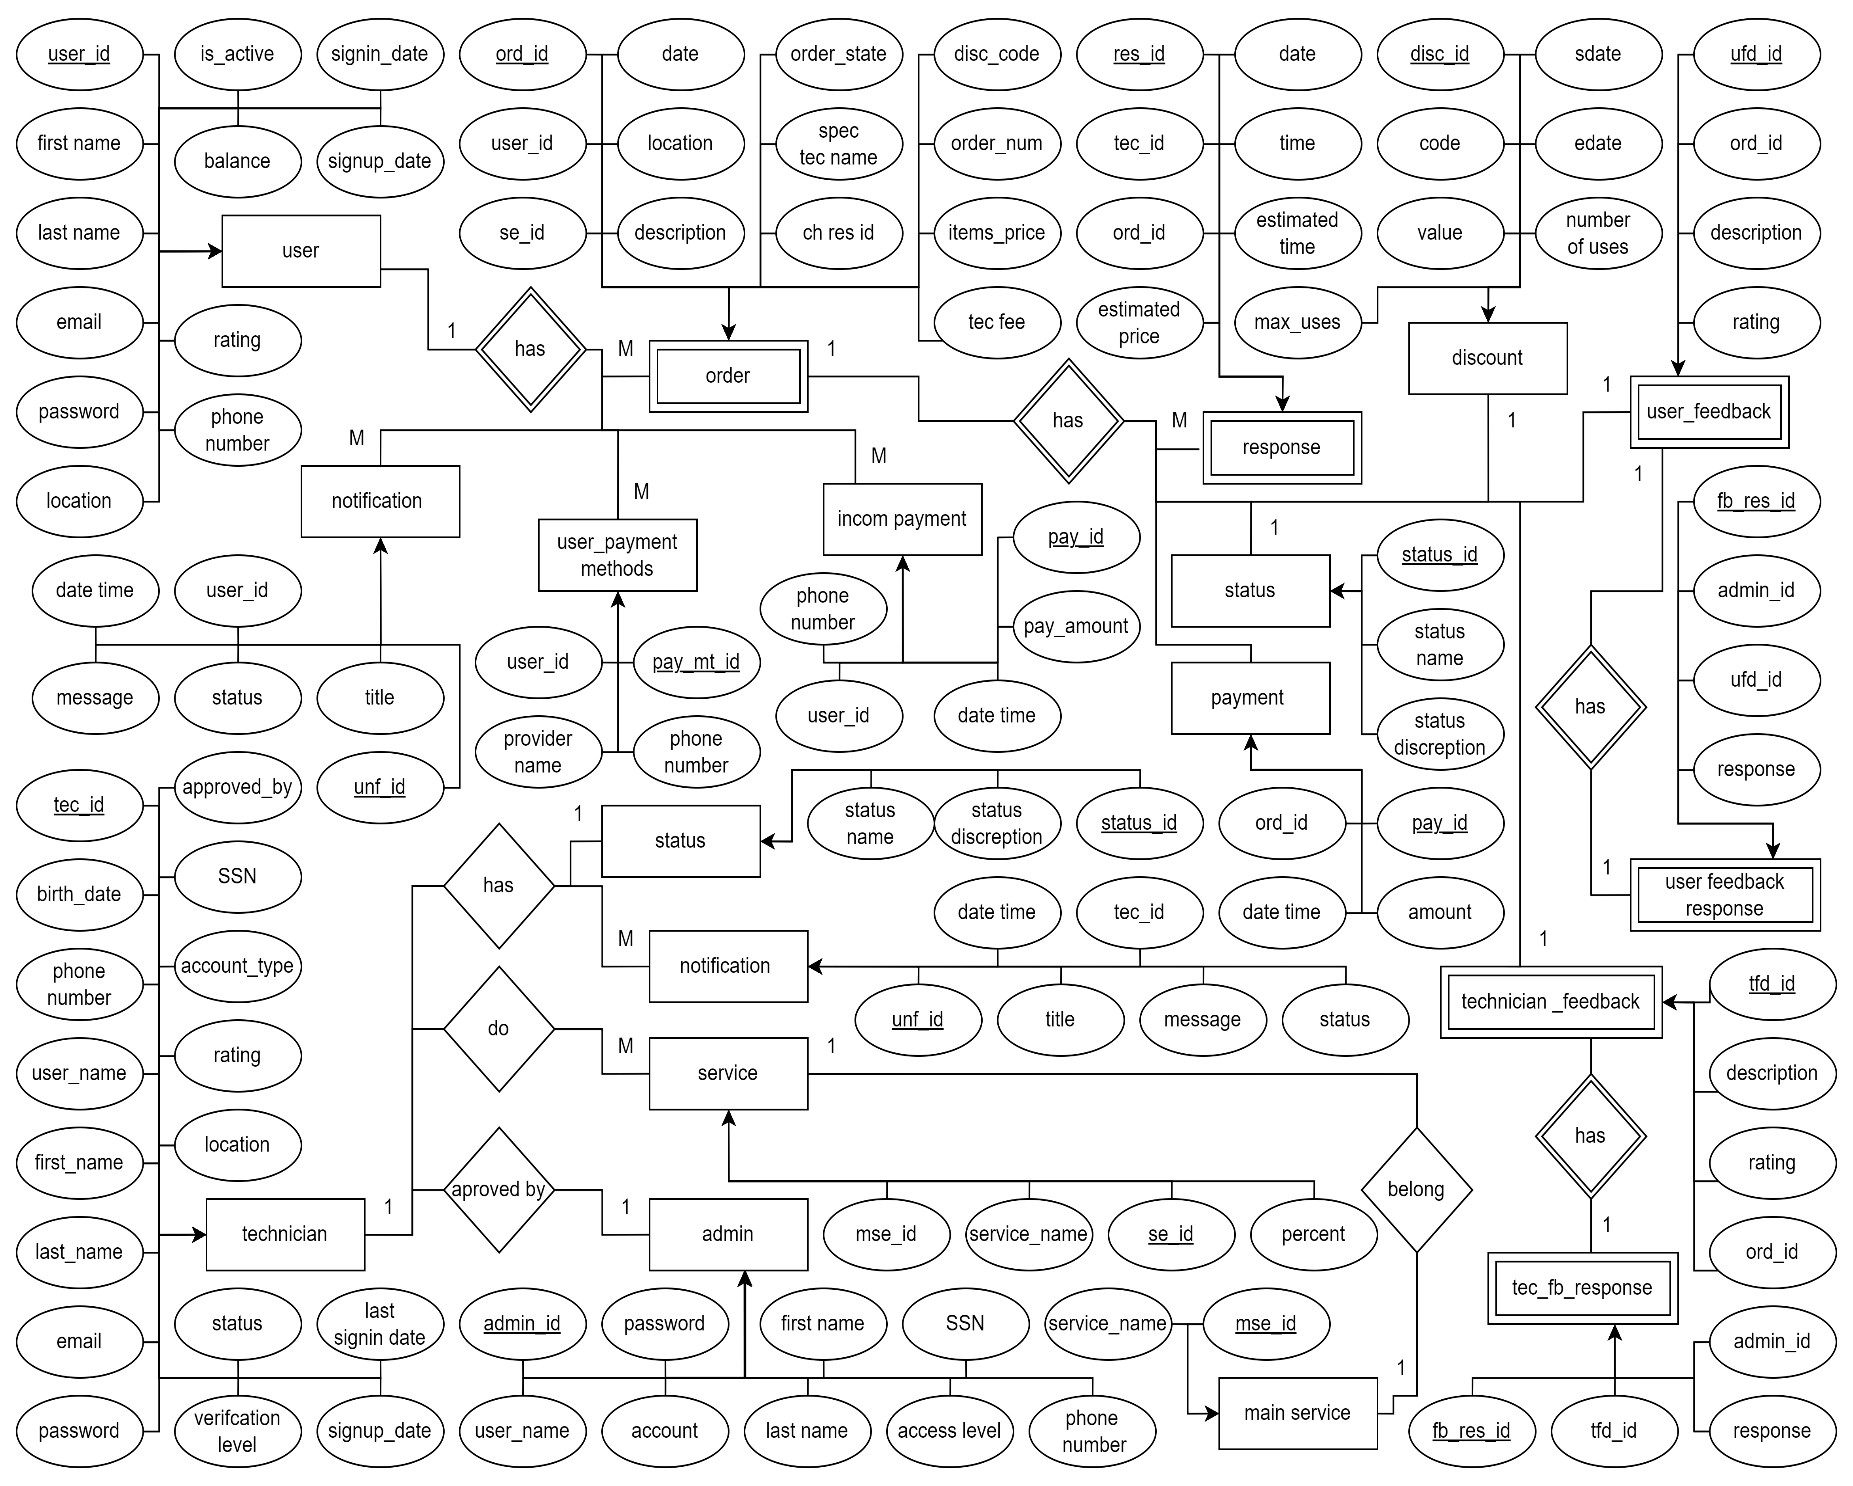 user_id
is_active
signin_date
ord_id
date
order_state
disc_code
res_id
date
disc_id
sdate
ufd_id
first name
balance
signup_date
user_id
location
spec
tec name
order_num
tec_id
time
code
edate
ord_id
last name
user
se_id
description
ch res id
items_price
ord_id
estimated
time
value
number
of uses
description
email
rating
1
has
M
order
1
tec fee
estimated
price
max_uses
discount
rating
password
phone
number
M
has
M
response
1
1
user_feedback
location
notification
M
user_payment
methods
M
incom payment
pay_id
1
status
status_id
1
fb_res_id
date time
user_id
phone
number
pay_amount
status
name
admin_id
message
status
title
user_id
pay_mt_id
user_id
date time
payment
status
discreption
has
ufd_id
unf_id
provider
name
phone
number
response
tec_id
approved_by
1
status
status
name
status
discreption
status_id
ord_id
pay_id
birth_date
SSN
has
date time
tec_id
date time
amount
1
user feedback
response
phone
number
account_type
M
notification
1
unf_id
title
message
status
technician _feedback
tfd_id
user_name
rating
do
M
service
1
description
first_name
location
has
rating
aproved by
belong
last_name
technician
1
1
admin
mse_id
service_name
se_id
percent
1
ord_id
tec_fb_response
email
status
last
signin date
admin_id
password
first name
SSN
service_name
mse_id
admin_id
password
verifcation
level
signup_date
user_name
account
last name
access level
phone
number
main service
1
fb_res_id
tfd_id
response